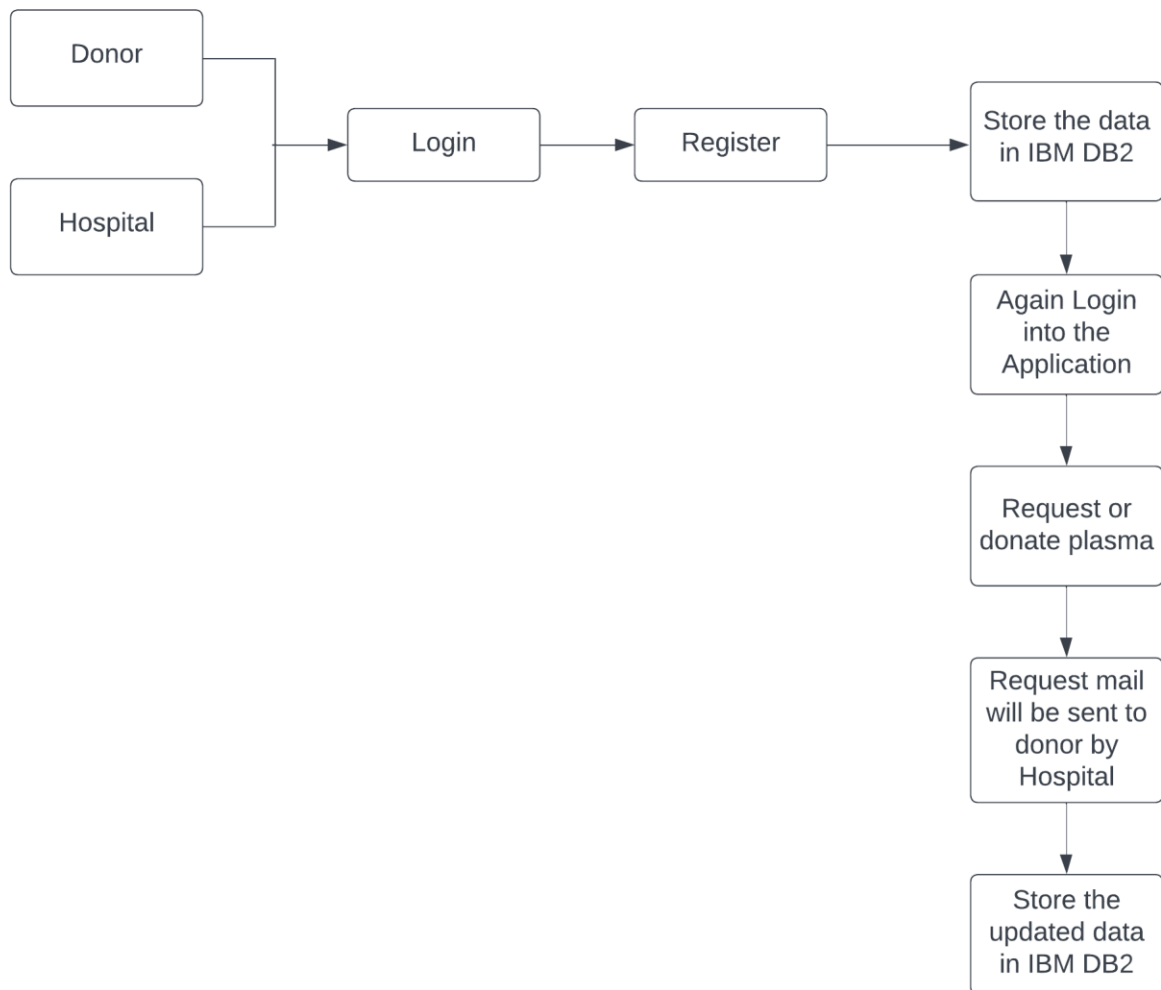 Donor
Hospital
Login
Register
Store the data
in IBM DB2
Again Login
into the
Application
Request or
donate plasma
Request mail
will be sent to
donor by
Hospital
Store the
updated data
in IBM DB2